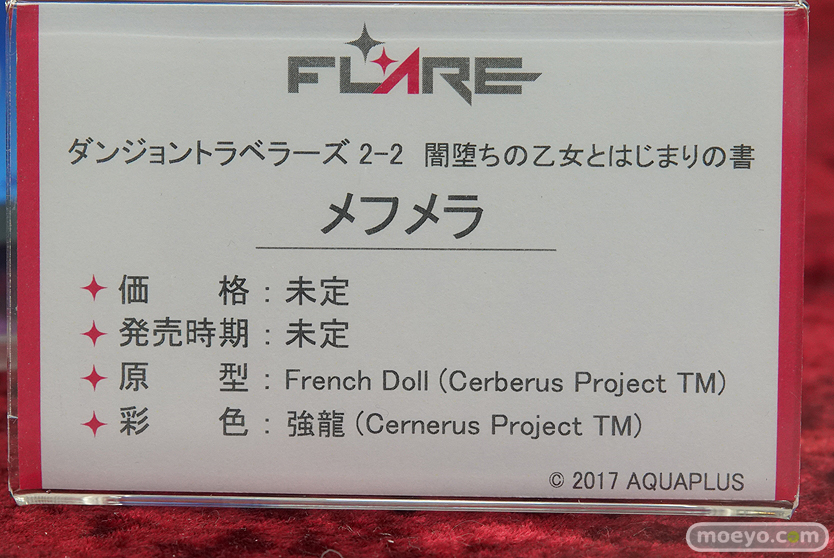 FLARE
ダンジョントラベラーズ 2-2 闇堕ちの乙女とはじまりの書
メフメラ
価 格：未定
発売時期：未定
原 型：French Doll (Cerberus Project TM)
彩 色：強龍 (Cernerus Project TM)
© 2017 AQUAPLUS
moeyo.com